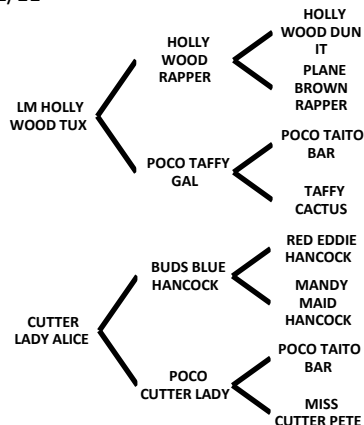 HOLLY
WOOD DUN
IT
HOLLY
WOOD
RAPPER
PLANE
BROWN
RAPPER
LM HOLLY
WOOD TUX
POCO TAITO
BAR
POCO TAFFY
GAL
TAFFY
CACTUS
RED EDDIE
HANCOCK
BUDS BLUE
HANCOCK
MANDY
MAID
HANCOCK
CUTTER
LADY ALICE
POCO TAITO
BAR
POCO
CUTTER LADY
MISS
CUTTER PETE